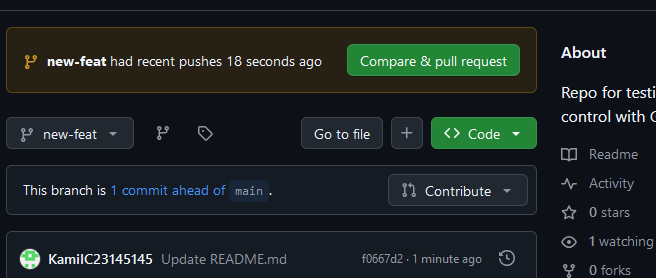 new-feat had recent pushes 18 seconds ago
Compare & pull request
new-feat
Go to file
Code
This branch is 1 commit ahead of main.
Contribute
KamilC23145145 Update README.md
f0667d2 · 1 minute ago
About
Repo for testi
control with
Readme
Activity
0 stars
1 watching
0 forks